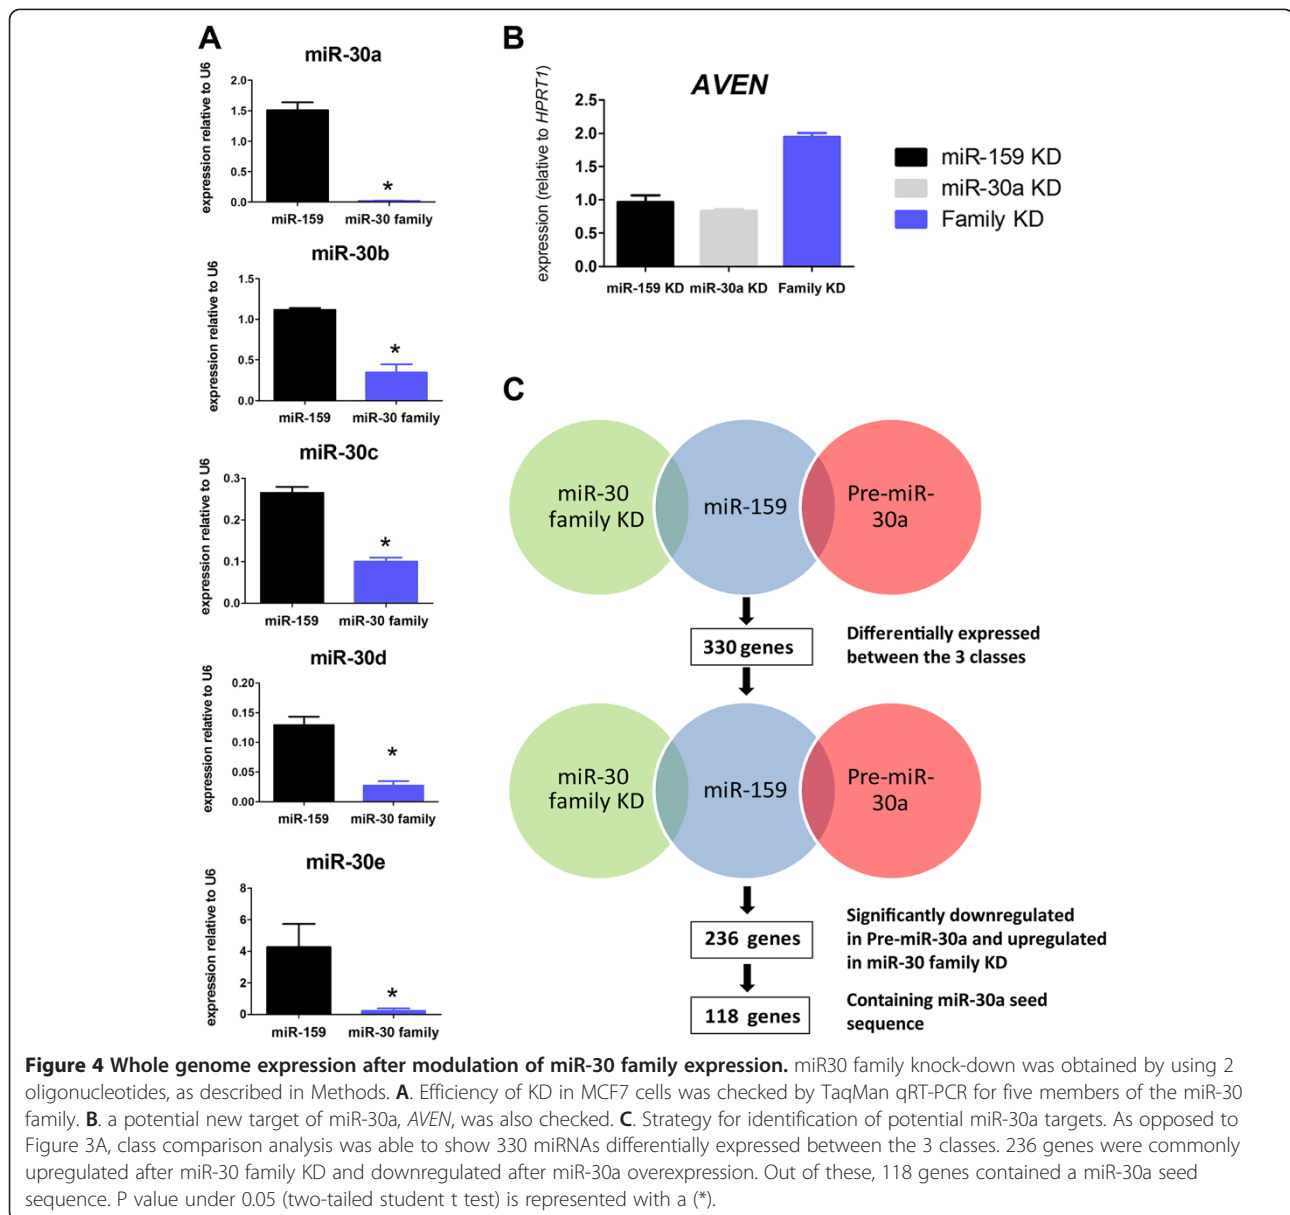 A
miR-30a
expression relative to U6
2.0
1.5
1.0
0.5
0.0
*
miR-159 miR-30 family
miR-30b
expression relative to U6
1.5
1.0
0.5
0.0
*
miR-159 miR-30 family
miR-30c
expression relative to U6
0.3
0.2
0.1
0.0
*
miR-159 miR-30 family
miR-30d
expression relative to U6
0.20
0.15
0.10
0.05
0.00
*
miR-159 miR-30 family
miR-30e
expression relative to U6
8
6
4
2
0
*
miR-159 miR-30 family
B
AVEN
expression (relative to HPRT1)
2.5
2.0
1.5
1.0
0.5
0.0
miR-159 KD miR-30a KD Family KD
miR-159 KD
miR-30a KD
Family KD
C
miR-30
family KD
miR-159
Pre-miR-
30a
330 genes
Differentially expressed
between the 3 classes
miR-30
family KD
miR-159
Pre-miR-
30a
236 genes
Significantly downregulated
in Pre-miR-30a and upregulated
in miR-30 family KD
118 genes
Containing miR-30a seed
sequence
Figure 4 Whole genome expression after modulation of miR-30 family expression. miR30 family knock-down was obtained by using 2
oligonucleotides, as described in Methods. A. Efficiency of KD in MCF7 cells was checked by TaqMan qRT-PCR for five members of the miR-30
family. B. a potential new target of miR-30a, AVEN, was also checked. C. Strategy for identification of potential miR-30a targets. As opposed to
Figure 3A, class comparison analysis was able to show 330 miRNAs differentially expressed between the 3 classes. 236 genes were commonly
upregulated after miR-30 family KD and downregulated after miR-30a overexpression. Out of these, 118 genes contained a miR-30a seed
sequence. P value under 0.05 (two-tailed student t test) is represented with a (*).